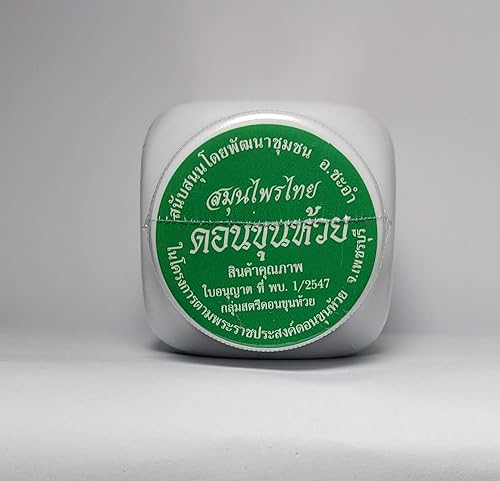 สนับสนุนโดยพัฒนาชุมชน อ.ชะอำ จ.เพชรบุรี
สมุนไพรไทย
ดอนขุนห้วย
สินค้าคุณภาพ
ใบอนุญาต ที่ พบ. 1/2547
กลุ่มสตรีดอนขุนห้วย
ในโครงการตามพระราชประสงค์ดอนขุนห้วย